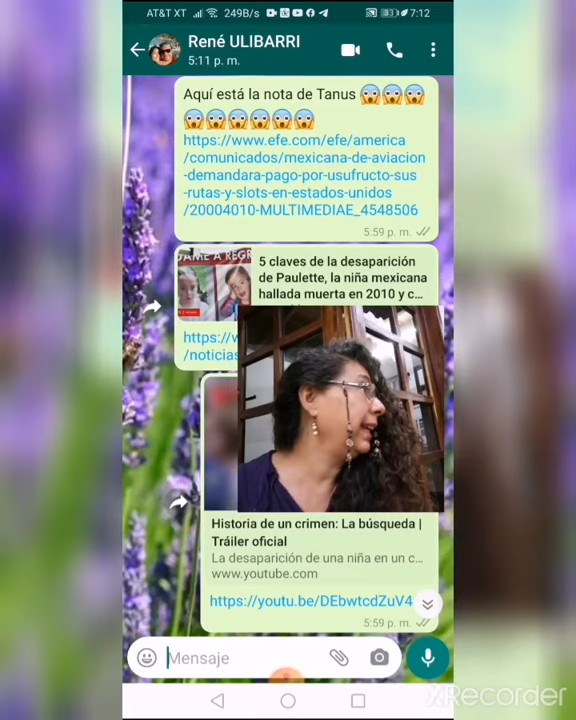 AT&T XT 249B/s 83 7:12
René ULIBARRI
5:11 p. m.
Aquí está la nota de Tanus 😱😱😱
😱😱😱😱😱😱
https://www.efe.com/efe/america
/comunicados/mexicana-de-aviacion
-demandara-pago-por-usufructo-sus
-rutas-y-slots-en-estados-unidos
/20004010-MULTIMEDIAE_4548506
5:59 p. m.
5 claves de la desaparición
de Paulette, la niña mexicana
hallada muerta en 2010 y c...
https://w
/noticias
Historia de un crimen: La búsqueda |
Tráiler oficial
La desaparición de una niña en un c...
www.youtube.com
https://youtu.be/DEbwtcdZuV4
5:59 p. m.
Mensaje
XRecorder